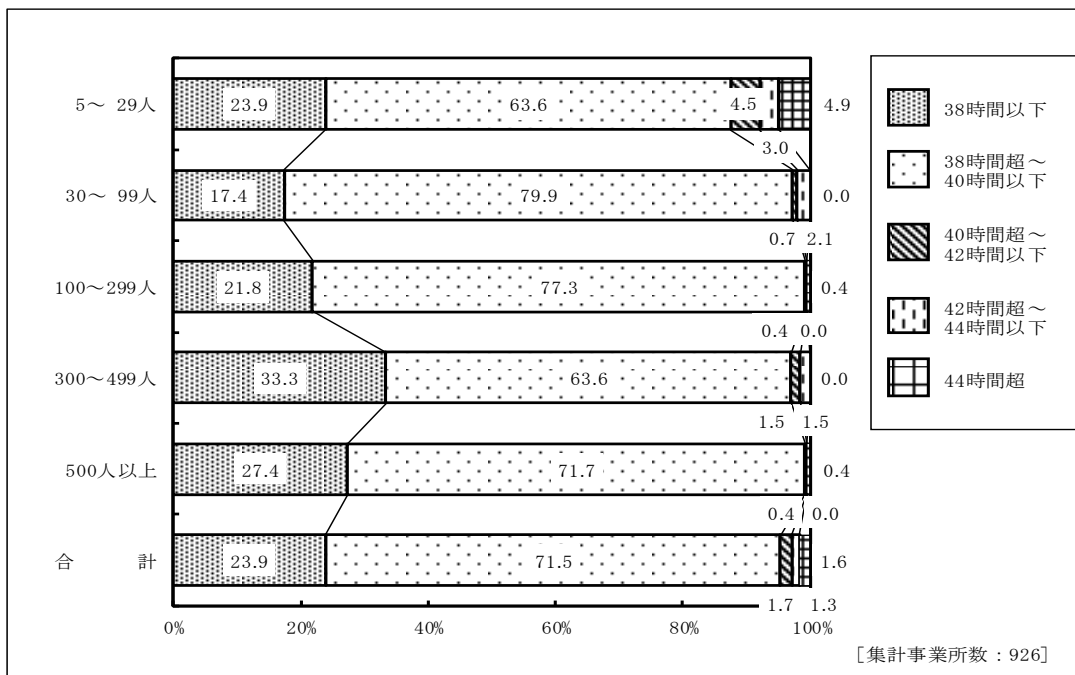 5～ 29人 23.9 63.6 4.5 4.9
3.0
30～ 99人 17.4 79.9 0.0
0.7 2.1
100～299人 21.8 77.3 0.4
0.4 0.0
300～499人 33.3 63.6 0.0
1.5 1.5
500人以上 27.4 71.7 0.4
0.4 0.0
合 計 23.9 71.5 1.6
1.7 1.3
0% 20% 40% 60% 80% 100%
38時間以下
38時間超～
40時間以下
40時間超～
42時間以下
42時間超～
44時間以下
44時間超
［集計事業所数：926］